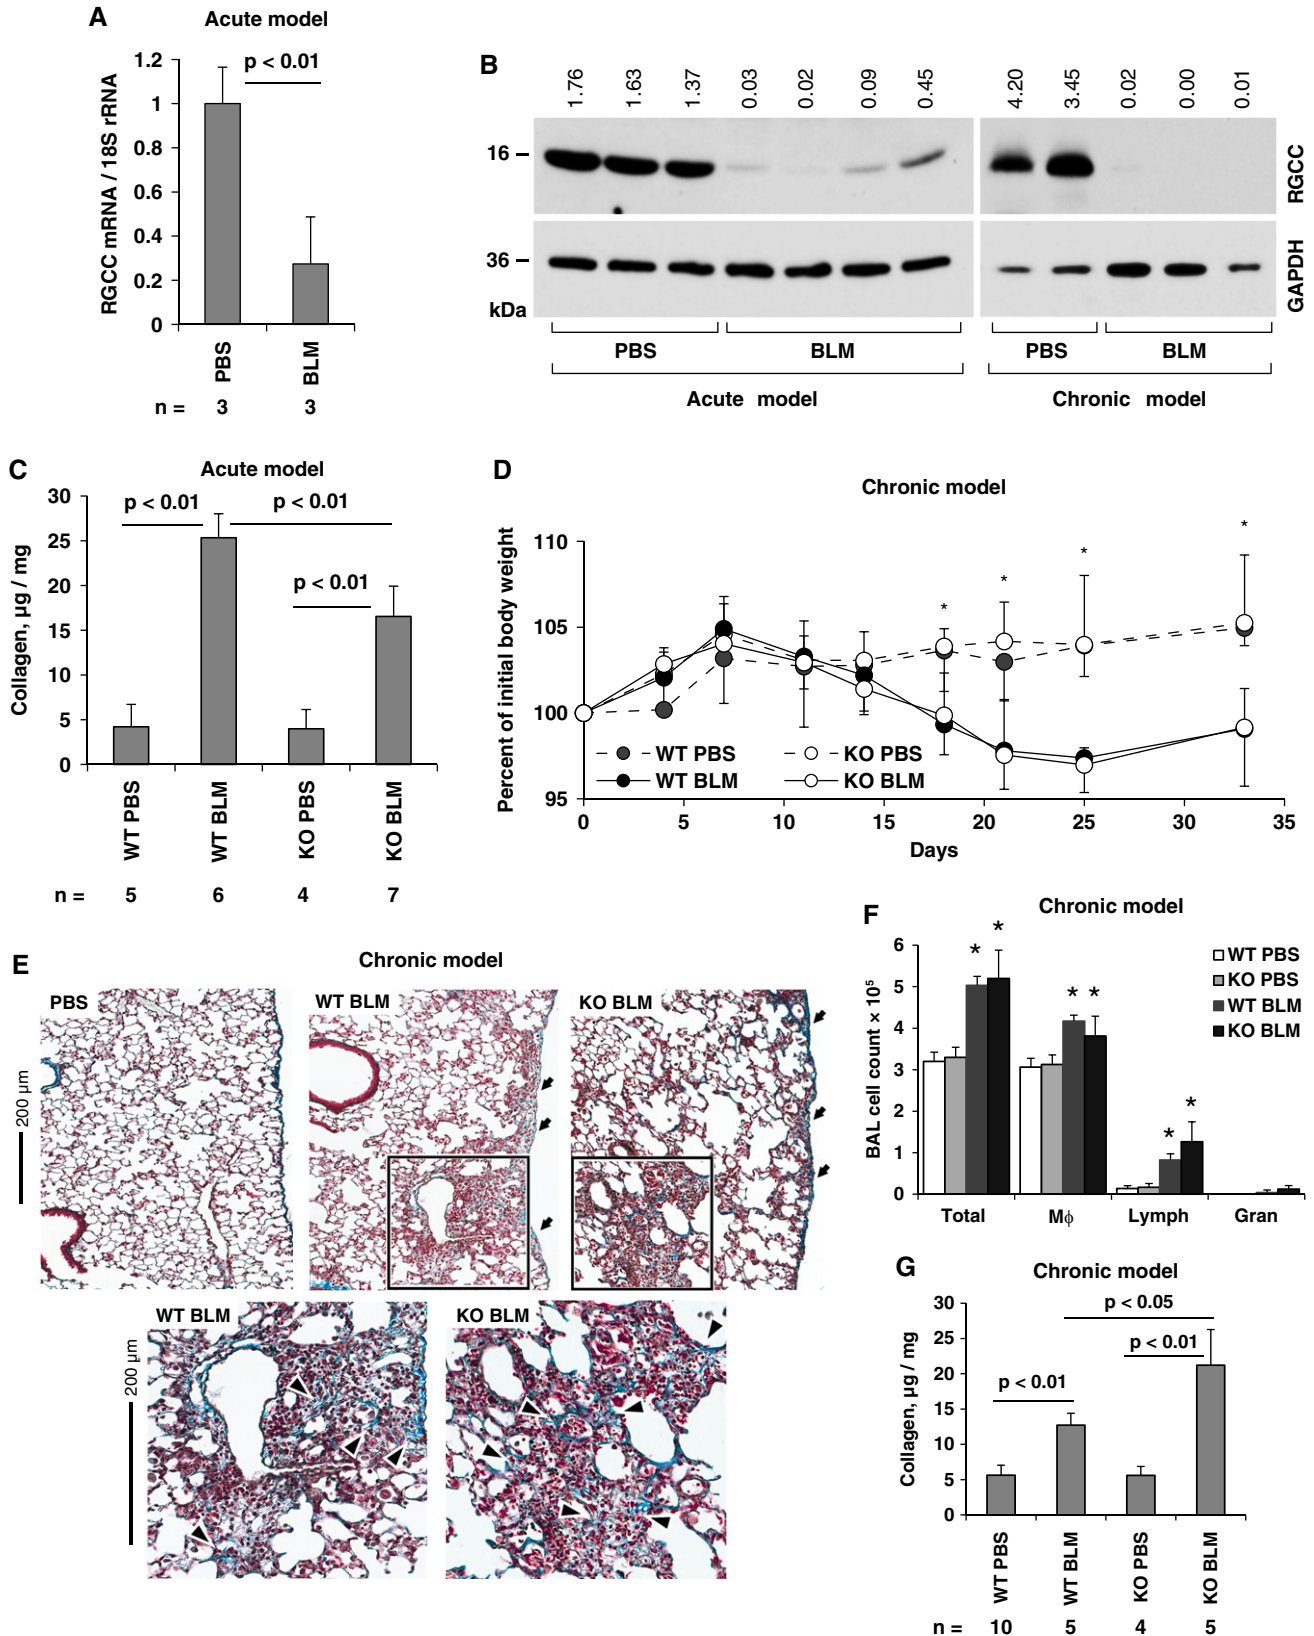 A
Acute model
RGCC mRNA / 18S rRNA
1.2
1
0.8
0.6
0.4
0.2
0
p < 0.01
PBS
BLM
n = 3 3
B
1.76 1.63 1.37 0.03 0.02 0.09 0.45 4.20 3.45 0.02 0.00 0.01
16
RGCC
36
GAPDH
kDa
PBS BLM PBS BLM
Acute model Chronic model
C
Acute model
Collagen, µg / mg
30
25
20
15
10
5
0
p < 0.01 p < 0.01
p < 0.01
WT PBS
WT BLM
KO PBS
KO BLM
n = 5 6 4 7
D
Chronic model
Percent of initial body weight
110
105
100
95
* * * *
WT PBS KO PBS
WT BLM KO BLM
0 5 10 15 20 25 30 35
Days
E
Chronic model
PBS WT BLM KO BLM
200 µm
WT BLM KO BLM
200 µm
F
Chronic model
BAL cell count × 10⁵
6
5
4
3
2
1
0
* * * * * *
WT PBS
KO PBS
WT BLM
KO BLM
Total Mϕ Lymph Gran
G
Chronic model
Collagen, µg / mg
30
25
20
15
10
5
0
p < 0.05
p < 0.01
p < 0.01
WT PBS
WT BLM
KO PBS
KO BLM
n = 10 5 4 5